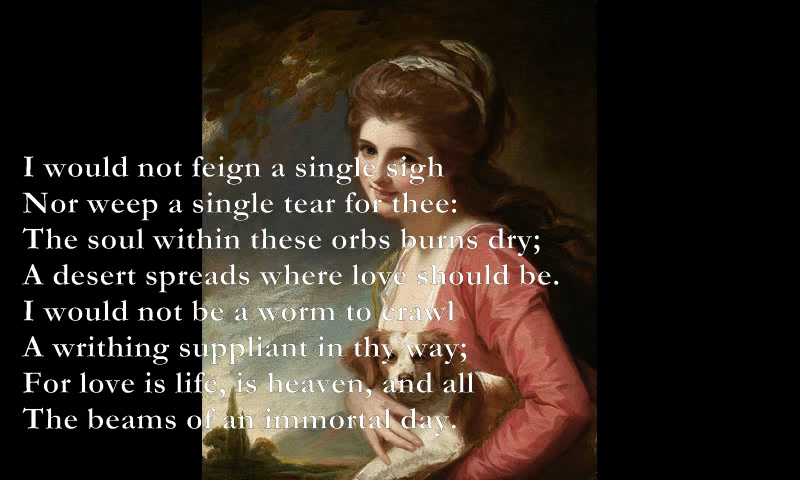 I would not feign a single sigh
Nor weep a single tear for thee:
The soul within these orbs burns dry;
A desert spreads where love should be.
I would not be a worm to crawl
A writhing suppliant in thy way;
For love is life, is heaven, and all
The beams of an immortal day.